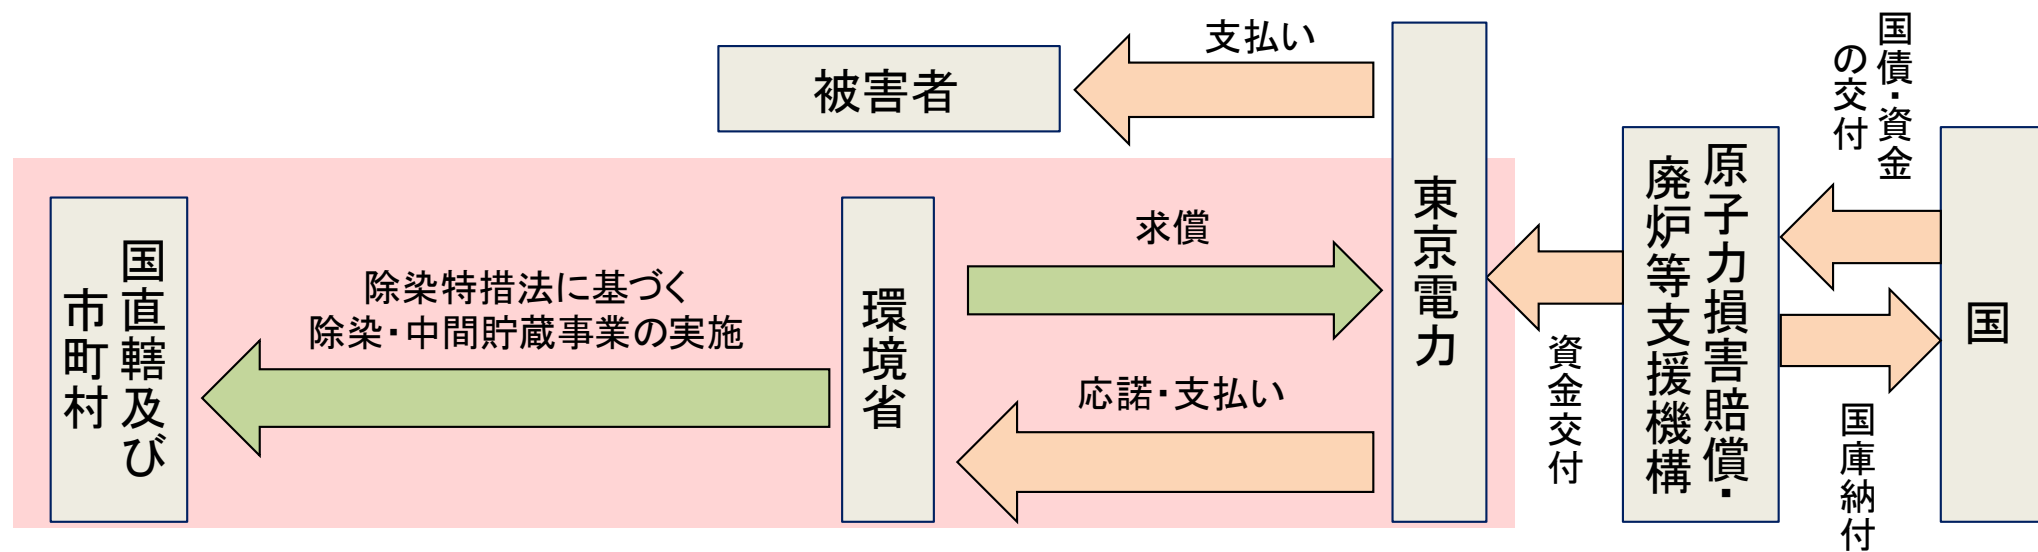 支払い
被害者
国直轄及び
市町村
除染特措法に基づく
除染・中間貯蔵事業の実施
環境省
求償
応諾・支払い
東京電力
資金交付
原子力損害賠償・
廃炉等支援機構
国債・資金
の交付
国庫納付
国